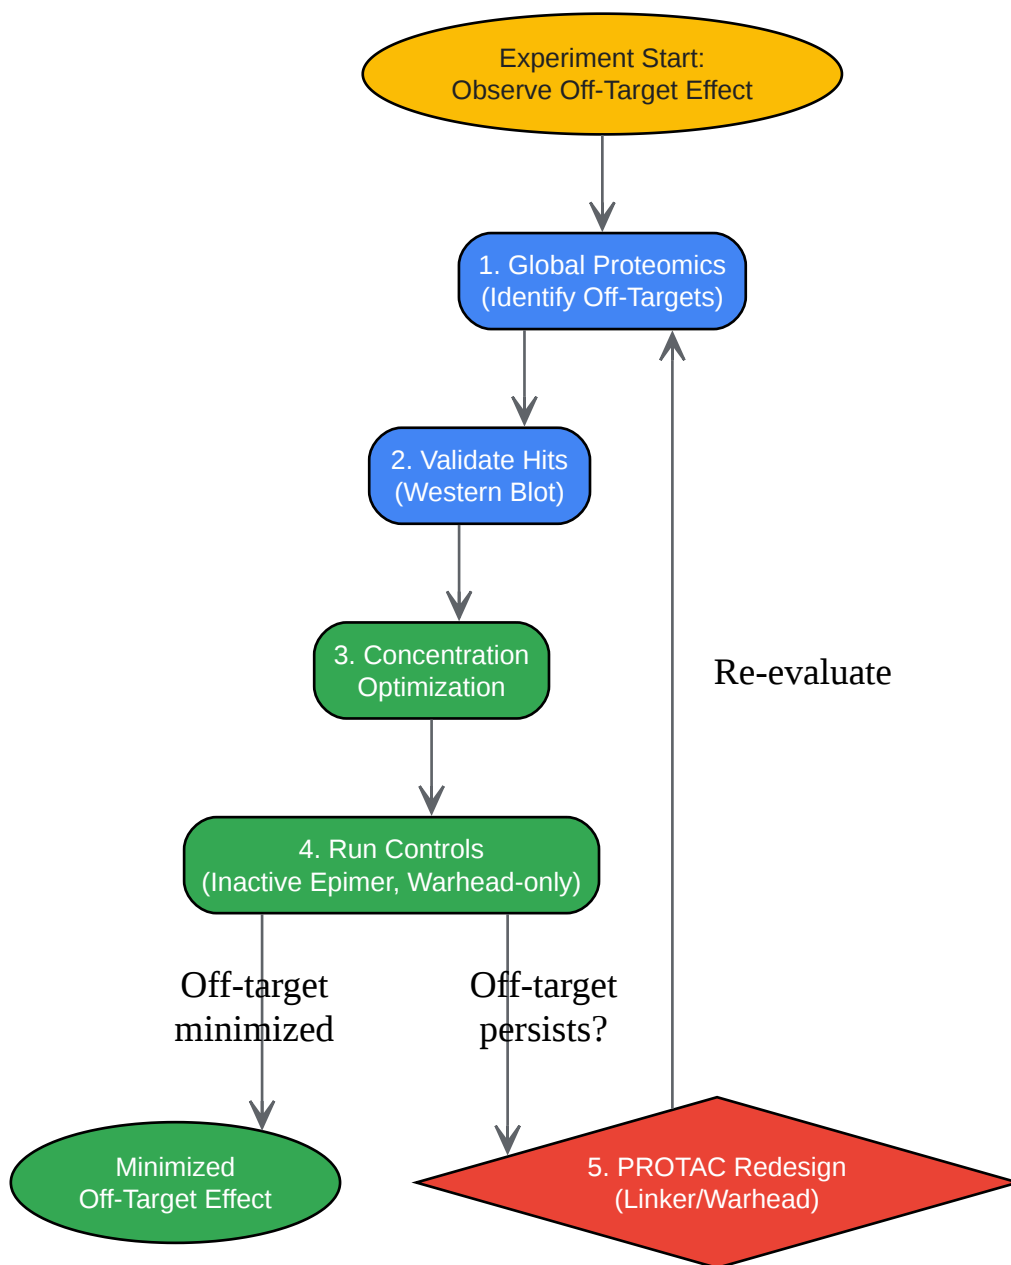 Experiment Start:
Observe Off-Target Effect
1. Global Proteomics
(Identify Off-Targets)
2. Validate Hits
(Western Blot)
3. Concentration
Optimization
Re-evaluate
4. Run Controls
(Inactive Epimer, Warhead-only)
Off-target
minimized
Off-target
persists?
Minimized
Off-Target Effect
5. PROTAC Redesign
(Linker/Warhead)